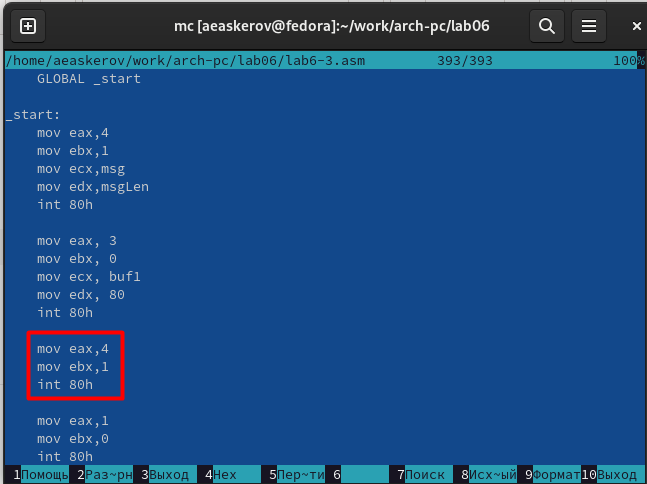 mc [aeaskerov@fedora]:~/work/arch-pc/lab06
/home/aeaskerov/work/arch-pc/lab06/lab6-3.asm 393/393 100%
GLOBAL _start
_start:
mov eax,4
mov ebx,1
mov ecx,msg
mov edx,msgLen
int 80h
mov eax, 3
mov ebx, 0
mov ecx, buf1
mov edx, 80
int 80h
mov eax,4
mov ebx,1
int 80h
mov eax,1
mov ebx,0
int 80h
1Помощь 2Раз~рн 3Выход 4Hex 5Пер~ти 6 7Поиск 8Исх~ый 9Формат10Выход